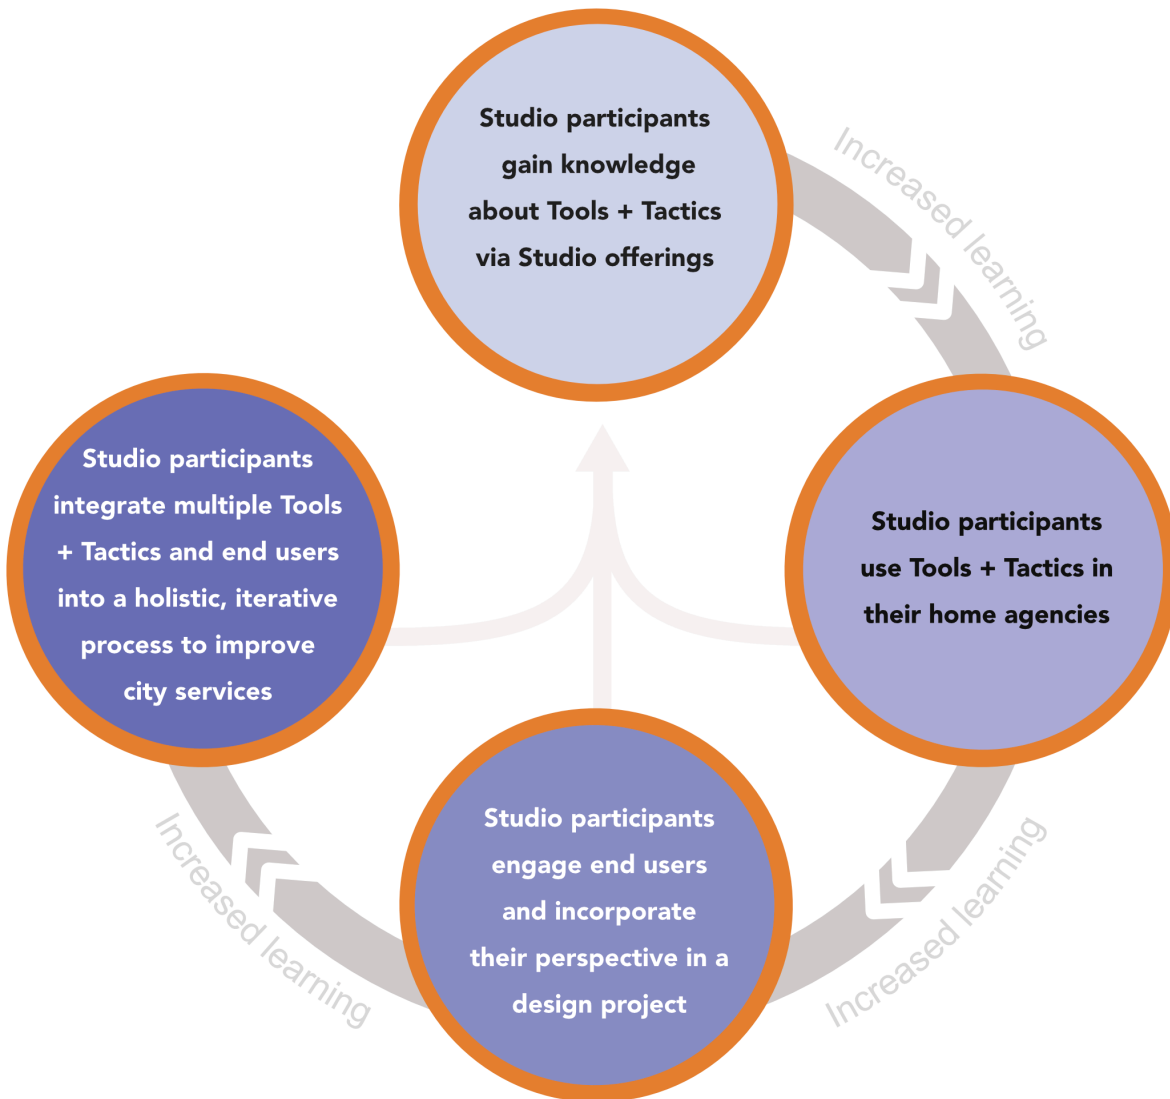 Studio participants
gain knowledge
about Tools + Tactics
via Studio offerings
Increased learning
Studio participants
use Tools + Tactics in
their home agencies
Increased learning
Studio participants
engage end users
and incorporate
their perspective in a
design project
Increased learning
Studio participants
integrate multiple Tools
+ Tactics and end users
into a holistic, iterative
process to improve
city services